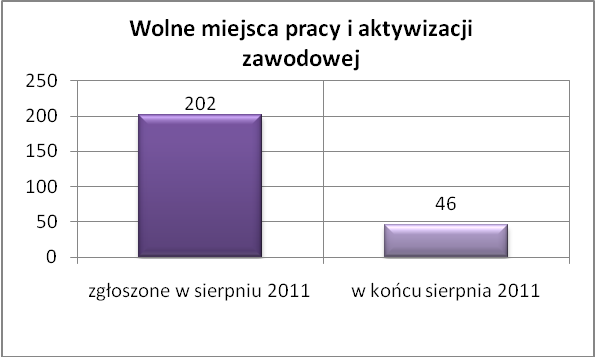 Wolne miejsca pracy i aktywizacji
zawodowej
250
200
150
100
50
0
202
46
zgłoszone w sierpniu 2011
w końcu sierpnia 2011